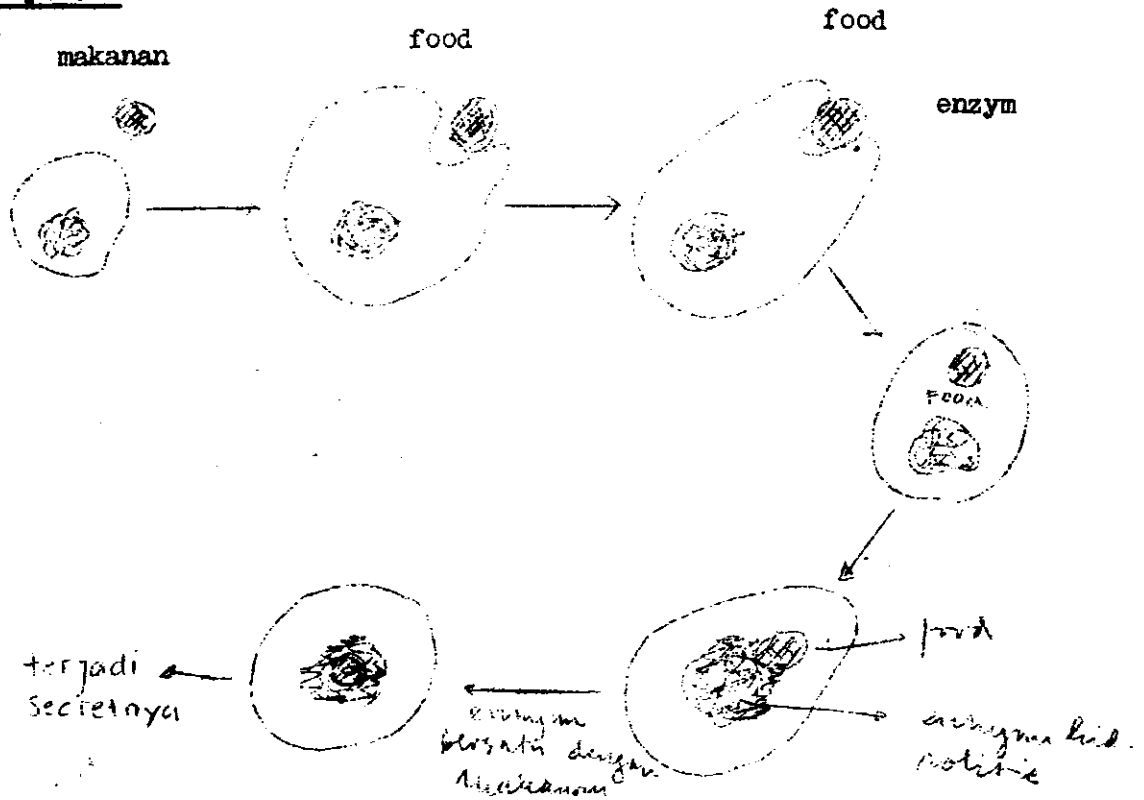 makanan
food
food
enzym
Food
food
enzym
bersatu dengan
makanan
terjadi
secretnya